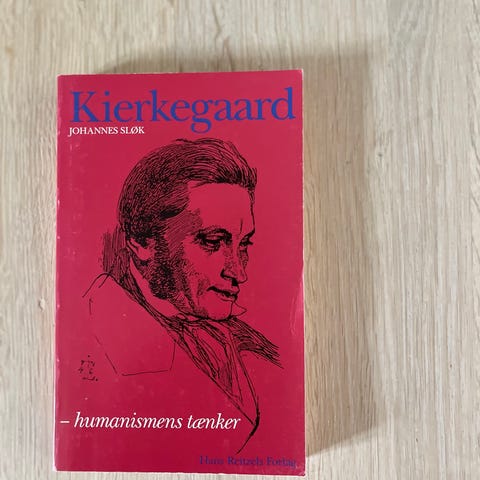 Kierkegaard
JOHANNES SLØK
– humanismens tænker
Hans Reitzels Forlag